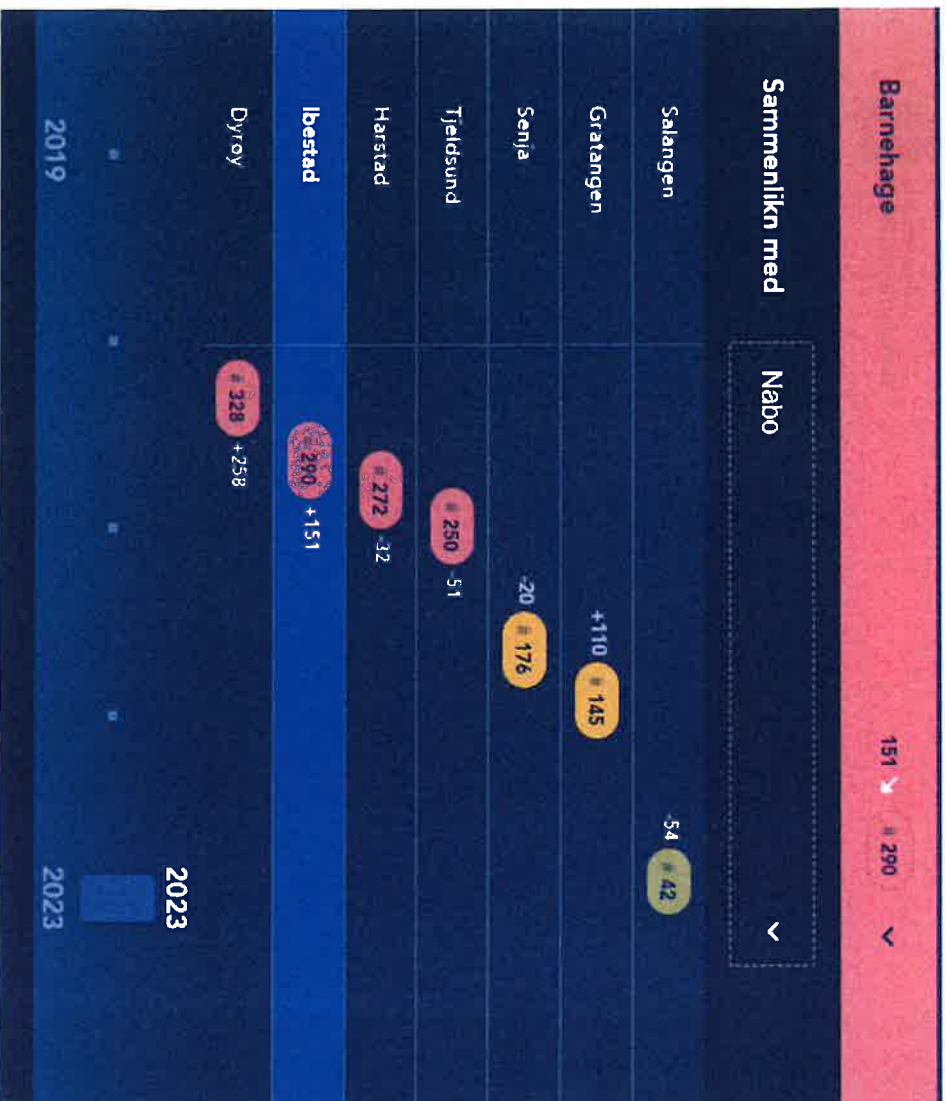 Barnehage 151 # 290
Sammenlikn med Nabo
Salangen -54 # 42
Gratangen +110 # 145
Senja -20 # 176
Tjeldsund # 250 -51
Harstad # 272 -32
Ibestad # 290 +151
Dyrøy # 328 +258
2023
2019 2023